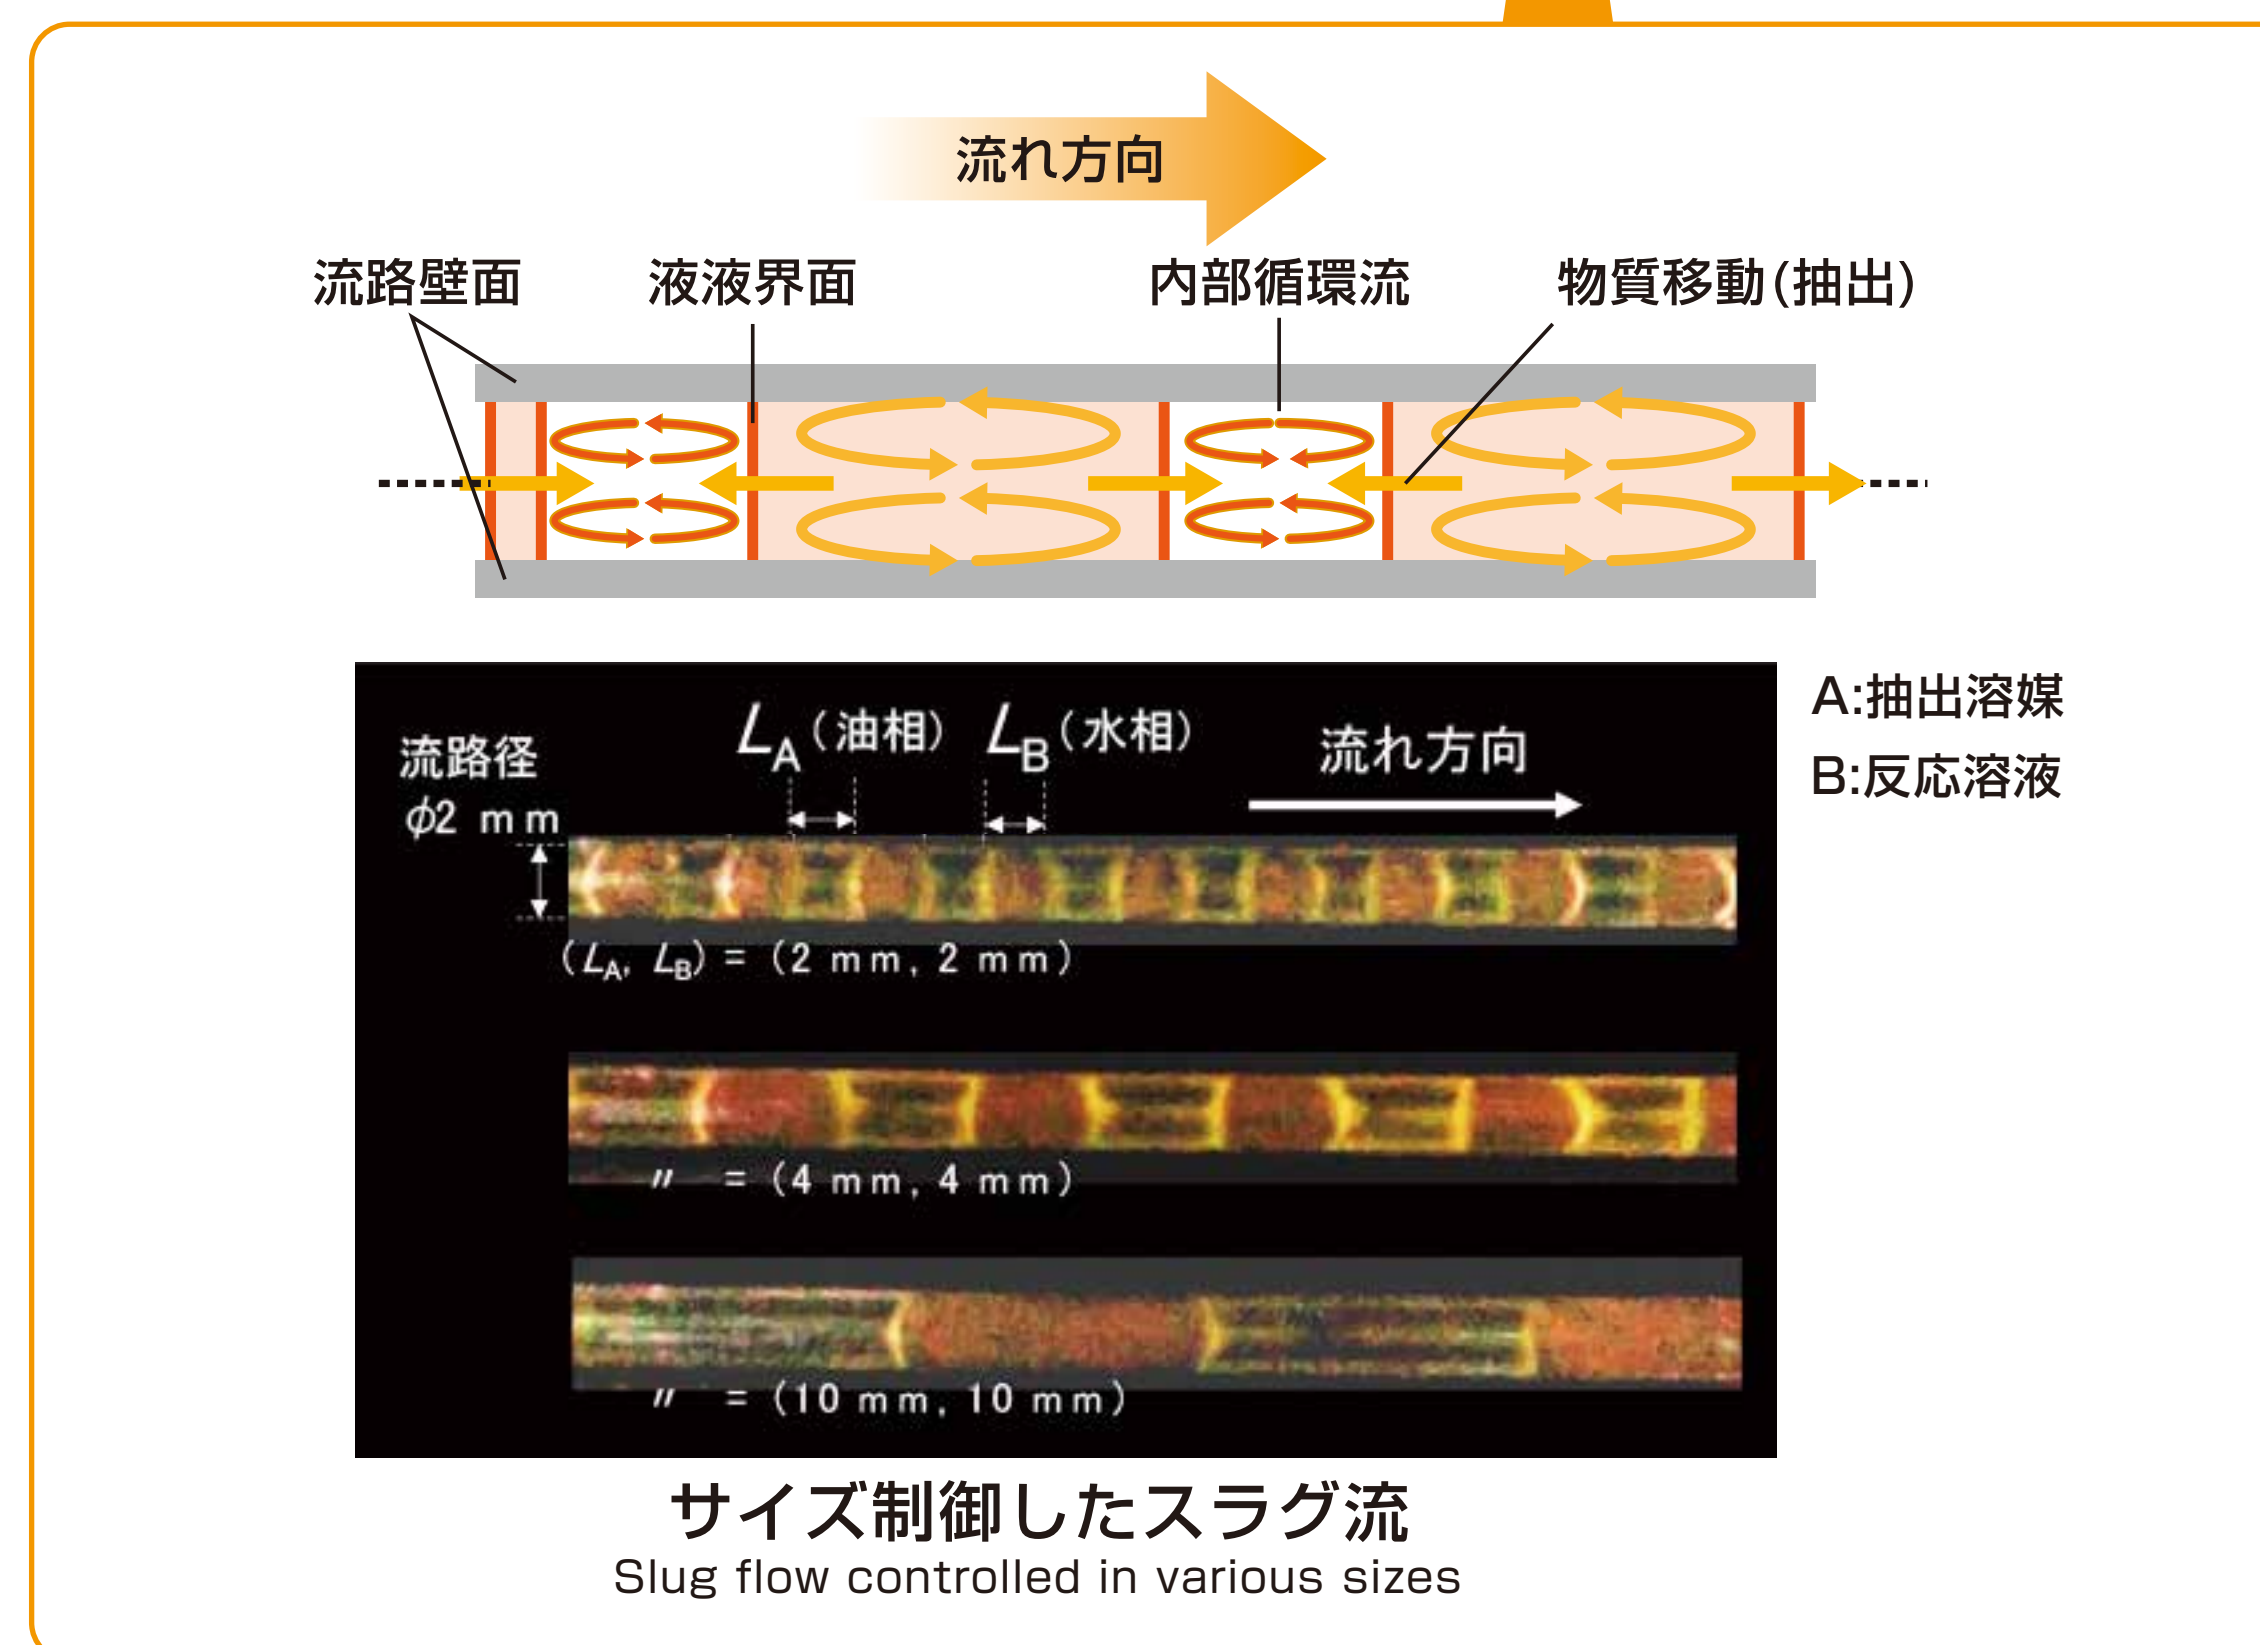 流れ方向
流路壁面 液液界面 内部循環流 物質移動(抽出)
A:抽出溶媒
B:反応溶液
流路径
φ2 mm
LA(油相) LB(水相)
流れ方向
(LA, LB) = (2 mm, 2 mm)
〃 = (4 mm, 4 mm)
〃 = (10 mm, 10 mm)
サイズ制御したスラグ流
Slug flow controlled in various sizes